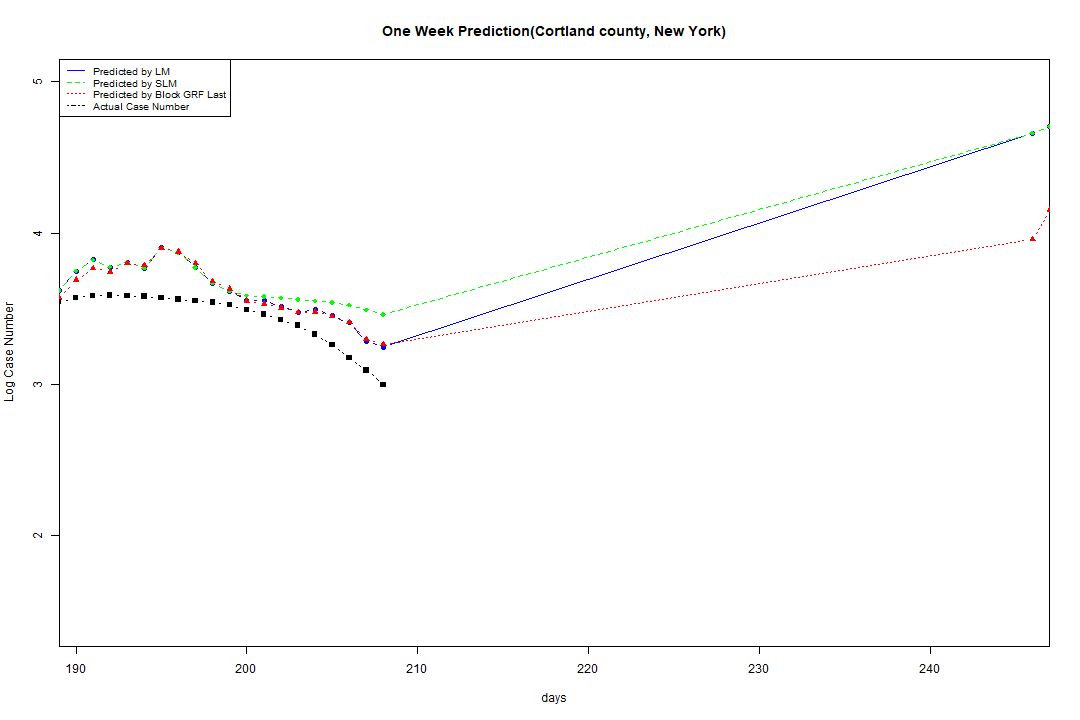 One Week Prediction(Cortland county, New York)
Predicted by LM
Predicted by SLM
Predicted by Block GRF Last
Actual Case Number
5
4
3
2
Log Case Number
190 200 210 220 230 240
days